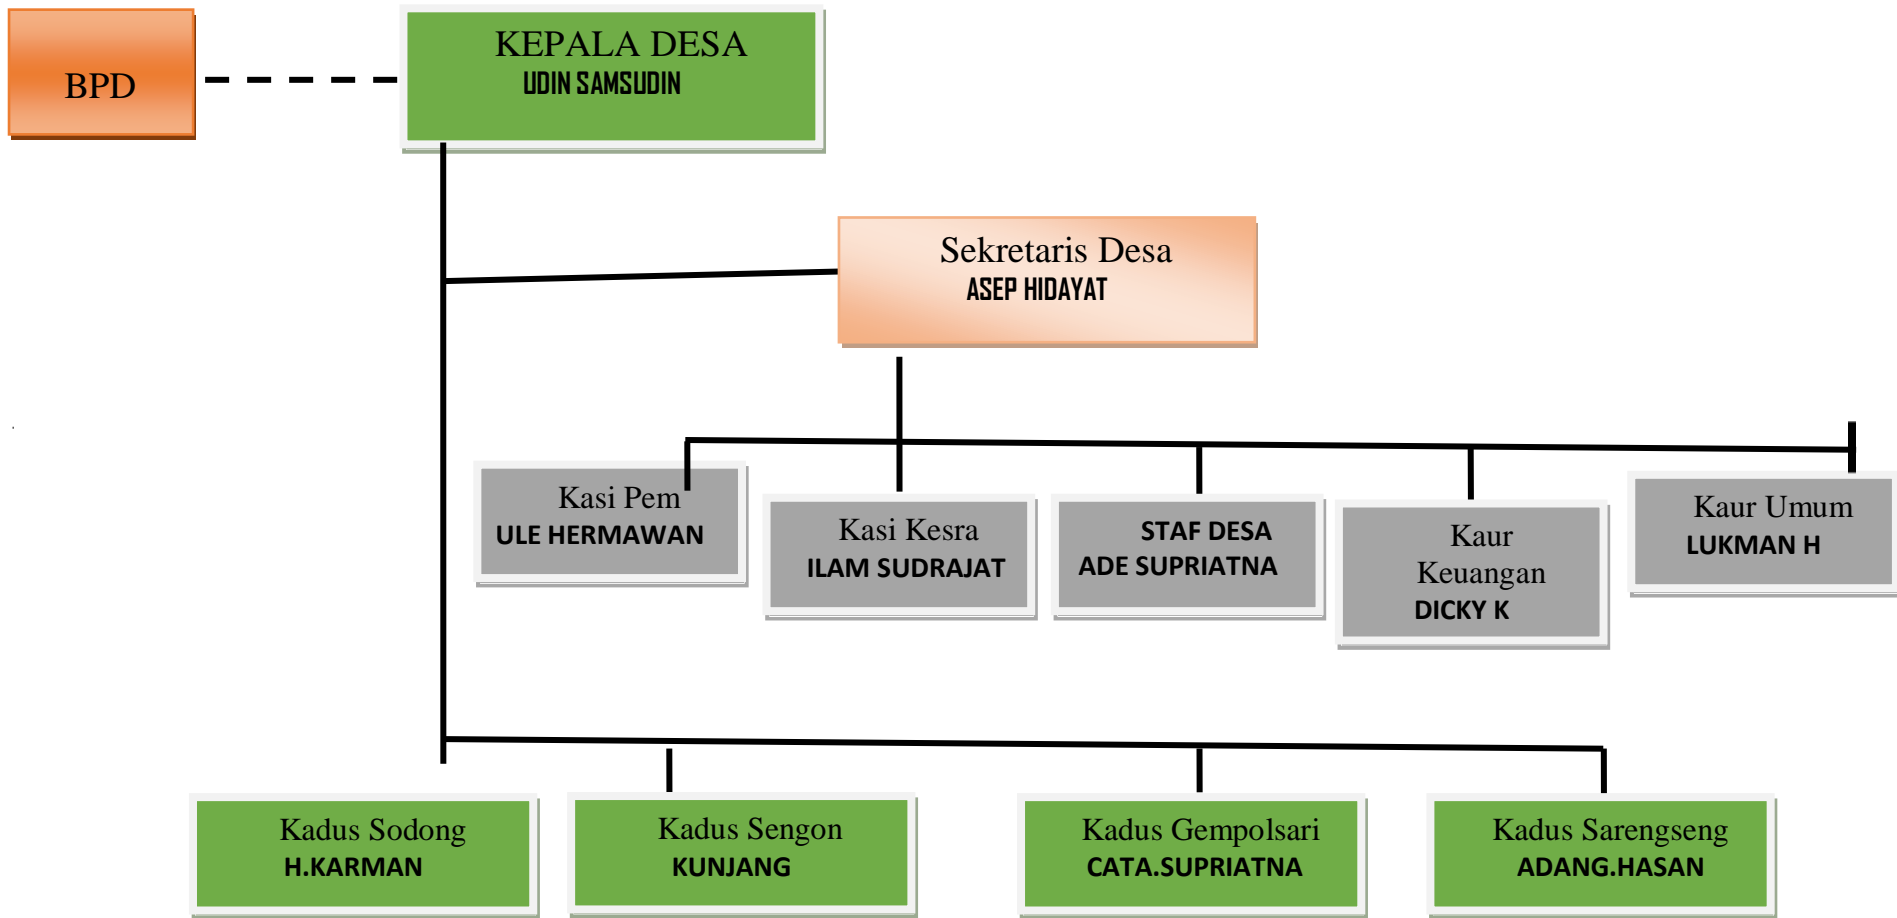 BPD
KEPALA DESA
UDIN SAMSUDIN
Sekretaris Desa
ASEP HIDAYAT
Kasi Pem
ULE HERMAWAN
Kasi Kesra
ILAM SUDRAJAT
STAF DESA
ADE SUPRIATNA
Kaur
Keuangan
DICKY K
Kaur Umum
LUKMAN H
Kadus Sodong
H.KARMAN
Kadus Sengon
KUNJANG
Kadus Gempolsari
CATA.SUPRIATNA
Kadus Sarengseng
ADANG.HASAN